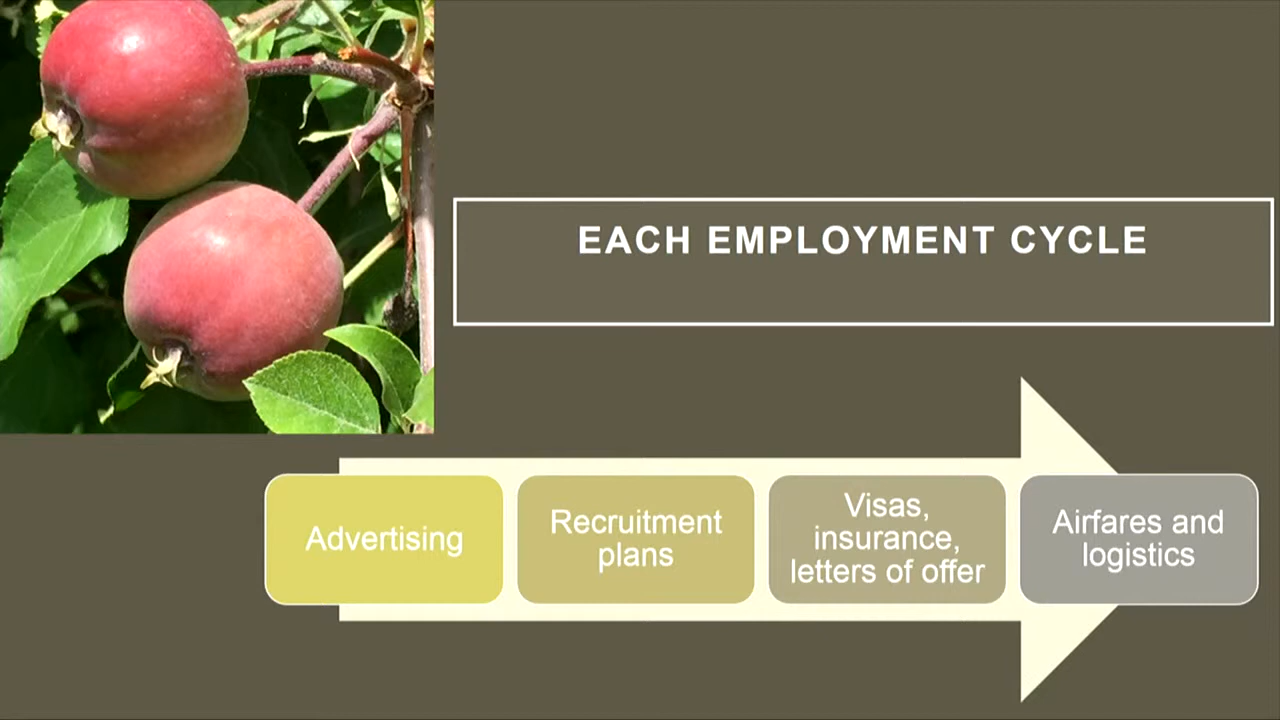 EACH EMPLOYMENT CYCLE
Advertising
Recruitment
plans
Visas,
insurance,
letters of offer
Airfares and
logistics